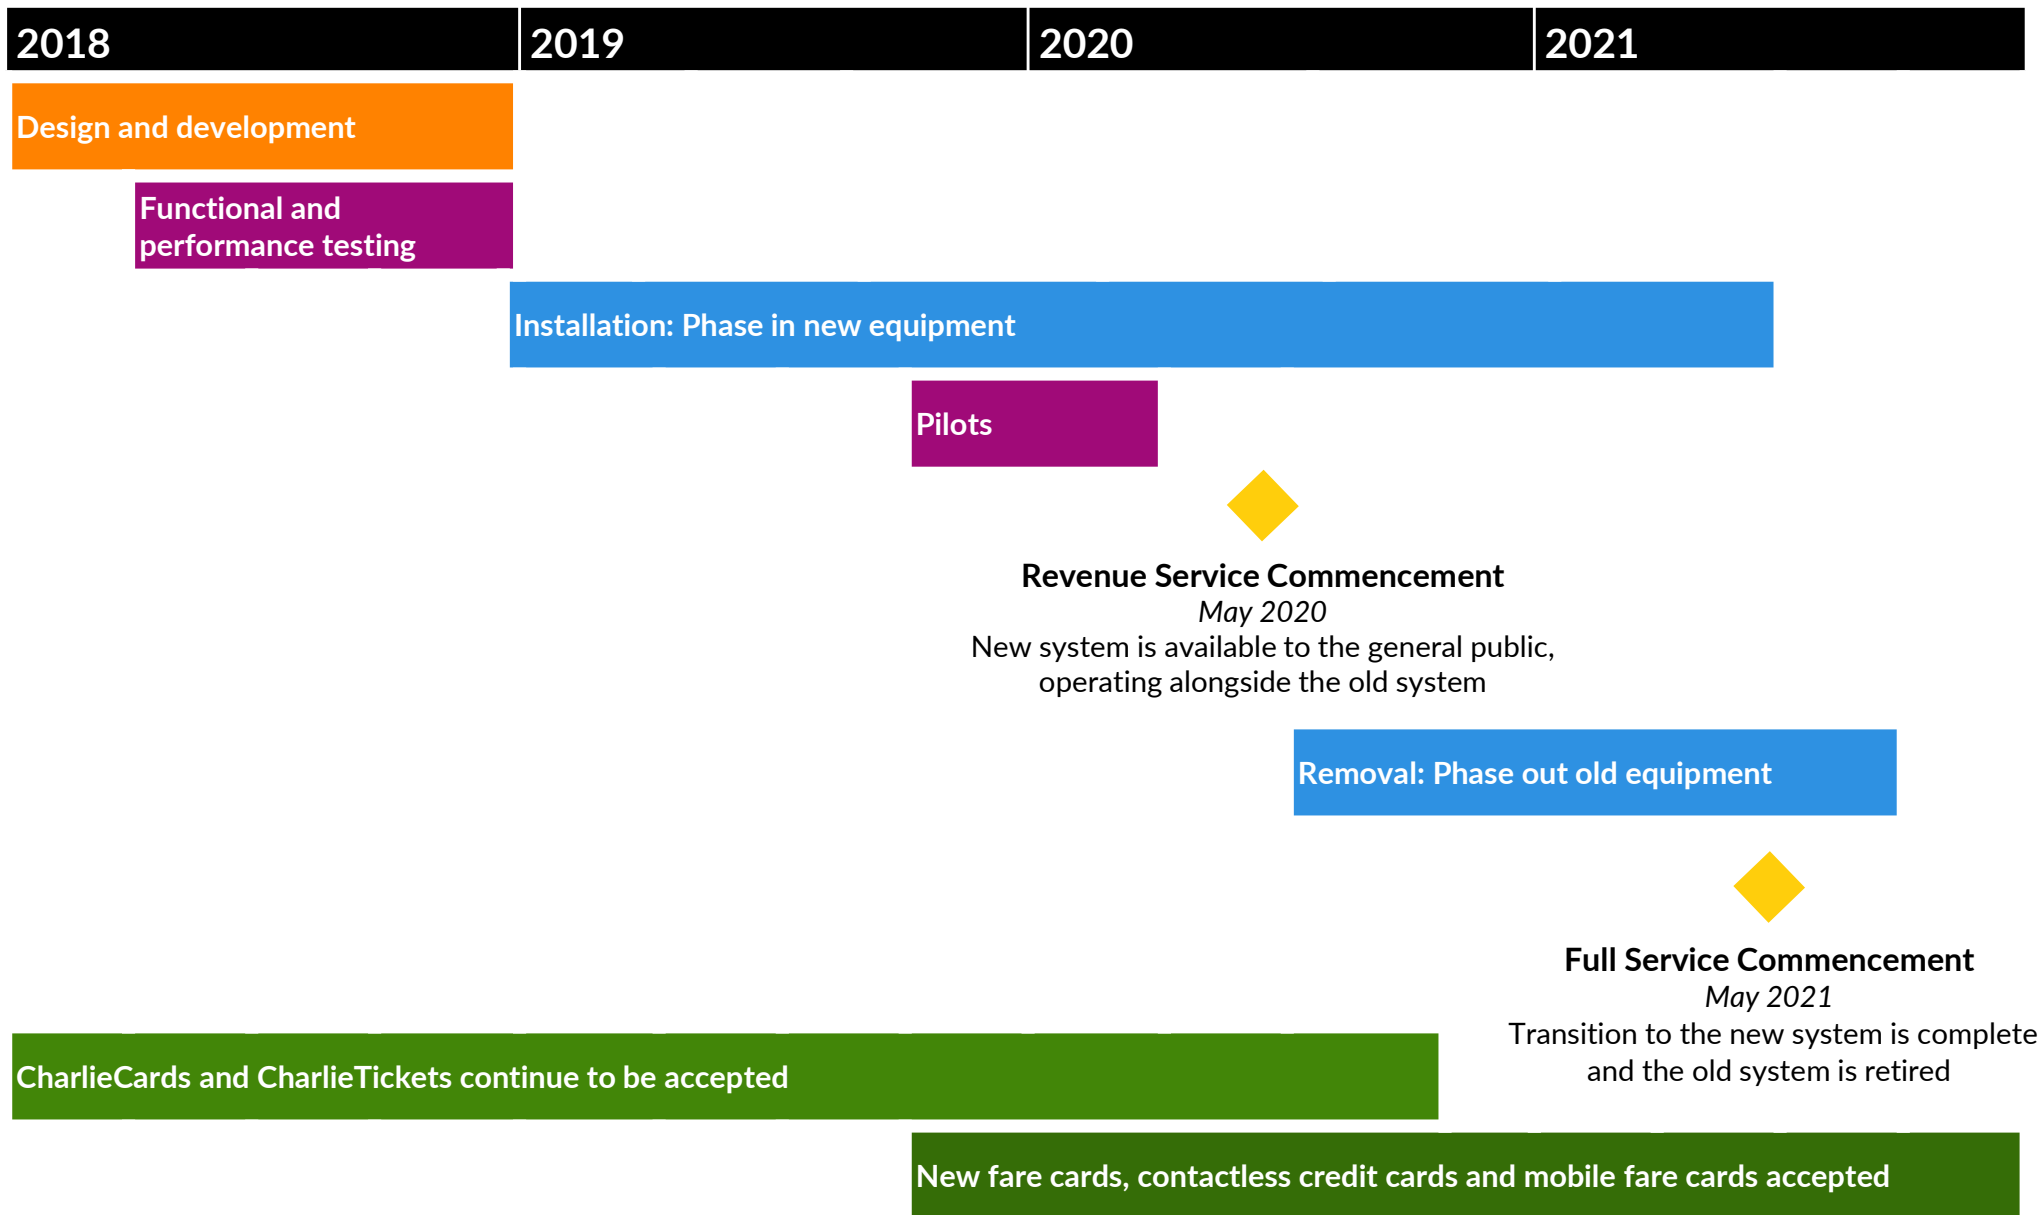 2018 2019 2020 2021
Design and development
Functional and
performance testing
Installation: Phase in new equipment
Pilots
Revenue Service Commencement
May 2020
New system is available to the general public,
operating alongside the old system
Removal: Phase out old equipment
Full Service Commencement
May 2021
Transition to the new system is complete
and the old system is retired
CharlieCards and CharlieTickets continue to be accepted
New fare cards, contactless credit cards and mobile fare cards accepted